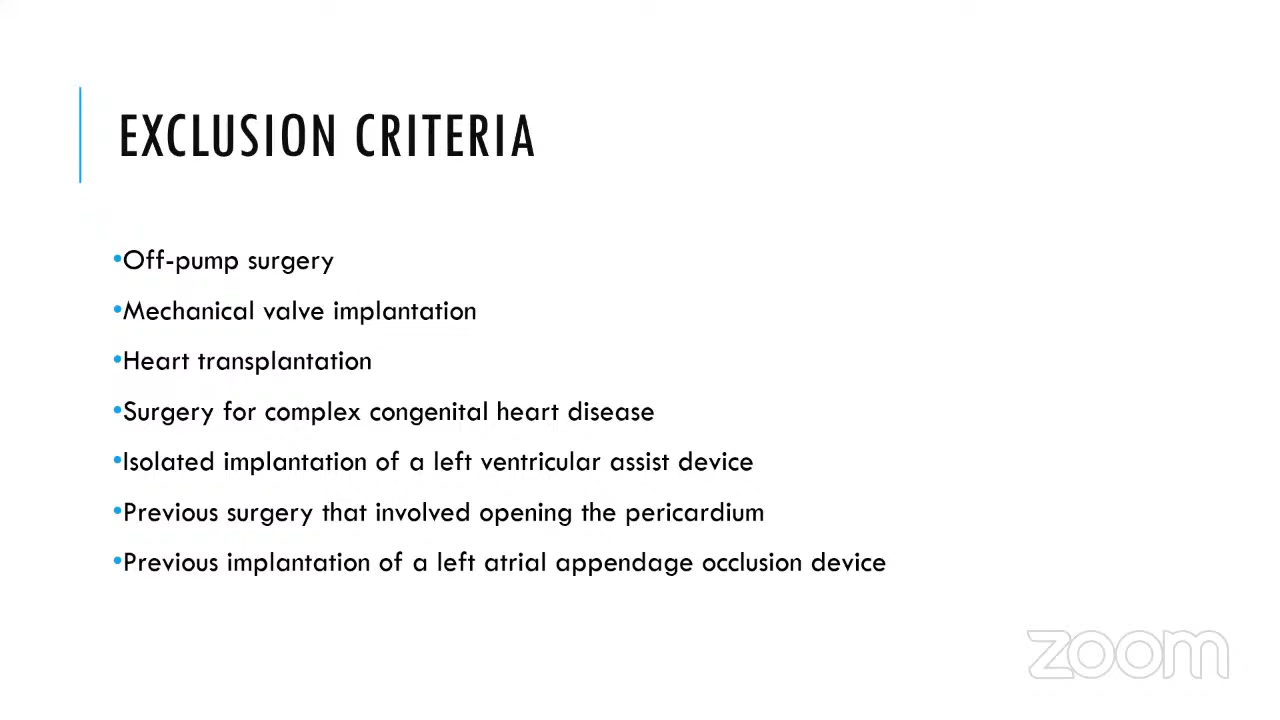 EXCLUSION CRITERIA
•Off-pump surgery
•Mechanical valve implantation
•Heart transplantation
•Surgery for complex congenital heart disease
•Isolated implantation of a left ventricular assist device
•Previous surgery that involved opening the pericardium
•Previous implantation of a left atrial appendage occlusion device
zoom